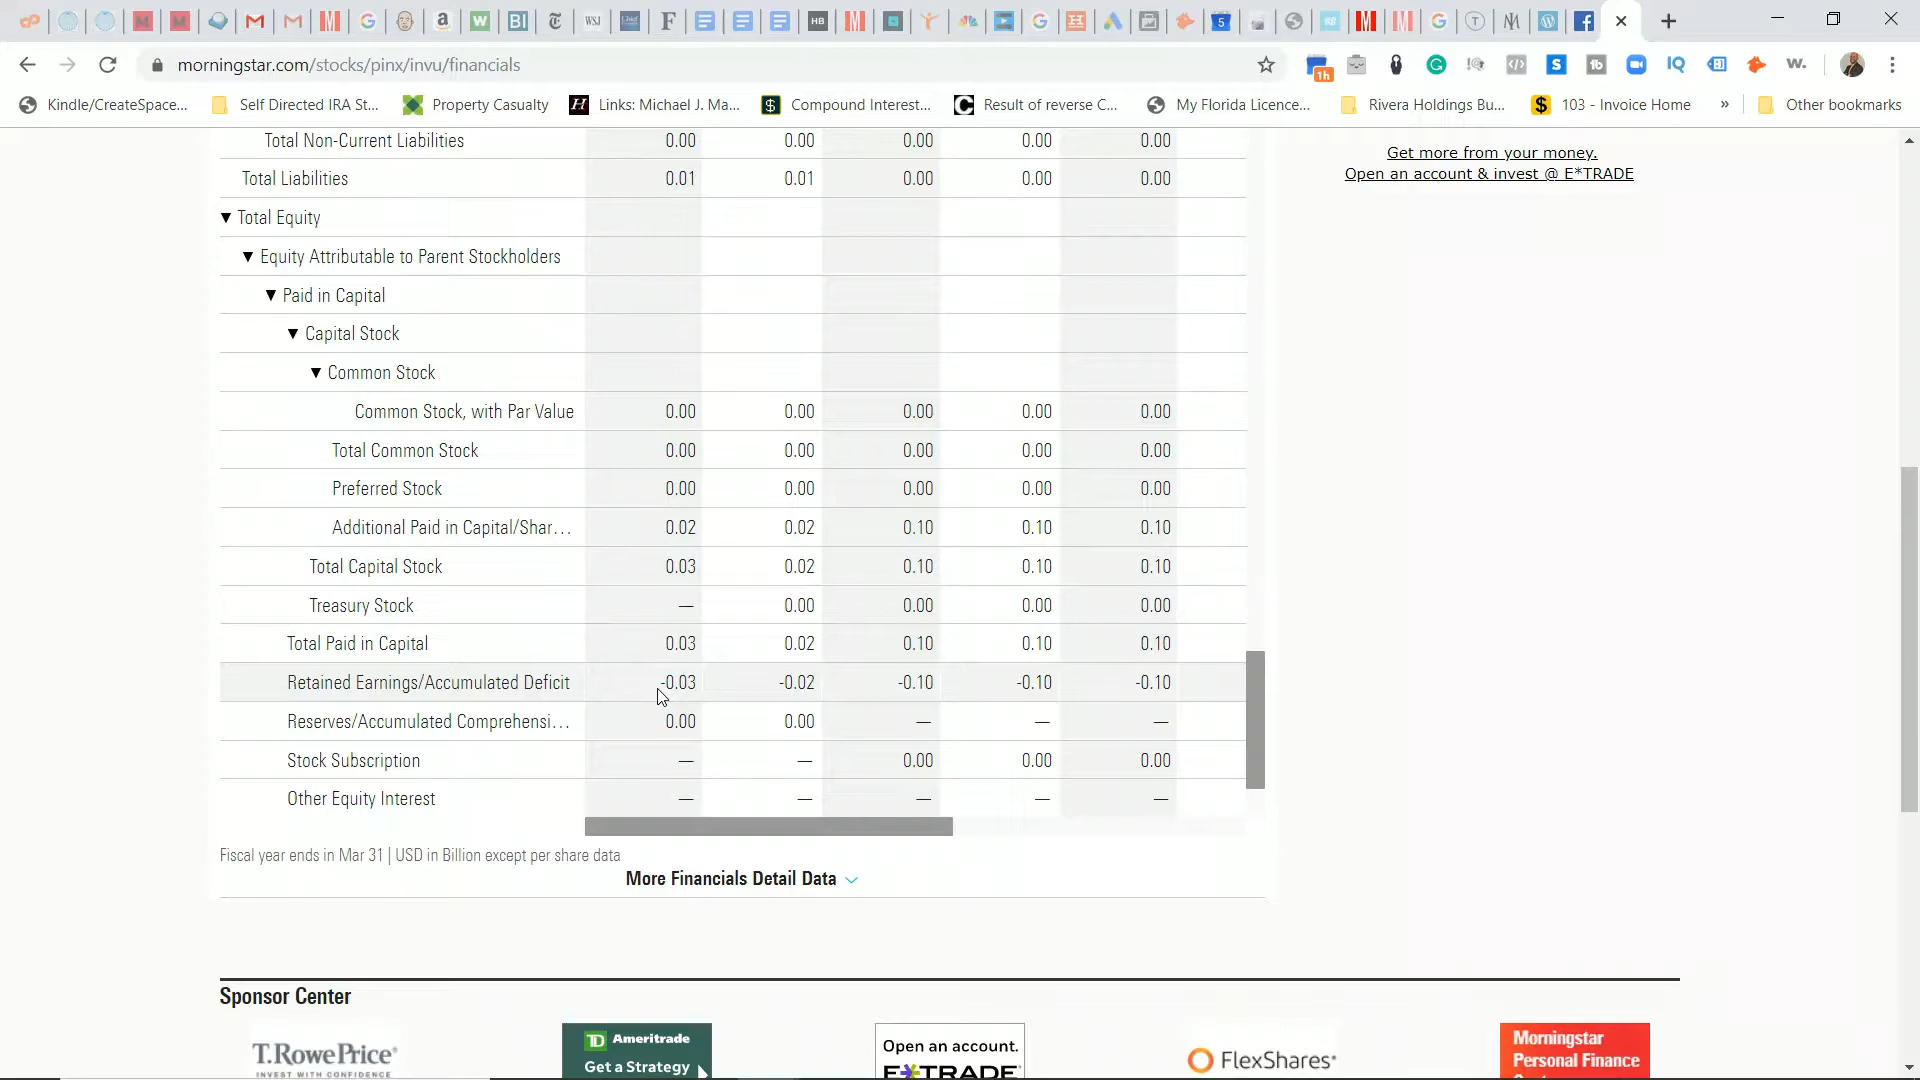 morningstar.com/stocks/pinx/invu/financials
1h
Kindle/CreateSpace... Self Directed IRA St... Property Casualty Links: Michael J. Ma... Compound Interest... Result of reverse C... My Florida Licence... Rivera Holdings Bu... 103 - Invoice Home » Other bookmarks
Total Non-Current Liabilities 0.00 0.00 0.00 0.00 0.00
Get more from your money.
Open an account & invest @ E*TRADE
Total Liabilities 0.01 0.01 0.00 0.00 0.00
▼ Total Equity
▼ Equity Attributable to Parent Stockholders
▼ Paid in Capital
▼ Capital Stock
▼ Common Stock
Common Stock, with Par Value 0.00 0.00 0.00 0.00 0.00
Total Common Stock 0.00 0.00 0.00 0.00 0.00
Preferred Stock 0.00 0.00 0.00 0.00 0.00
Additional Paid in Capital/Shar... 0.02 0.02 0.10 0.10 0.10
Total Capital Stock 0.03 0.02 0.10 0.10 0.10
Treasury Stock — 0.00 0.00 0.00 0.00
Total Paid in Capital 0.03 0.02 0.10 0.10 0.10
Retained Earnings/Accumulated Deficit -0.03 -0.02 -0.10 -0.10 -0.10
Reserves/Accumulated Comprehensi... 0.00 0.00 — — —
Stock Subscription — — 0.00 0.00 0.00
Other Equity Interest — — — — —
Fiscal year ends in Mar 31 | USD in Billion except per share data
More Financials Detail Data
Sponsor Center
T.RowePrice
INVEST WITH CONFIDENCE
TD Ameritrade
Get a Strategy
Open an account.
E*TRADE
FlexShares
Morningstar
Personal Finance